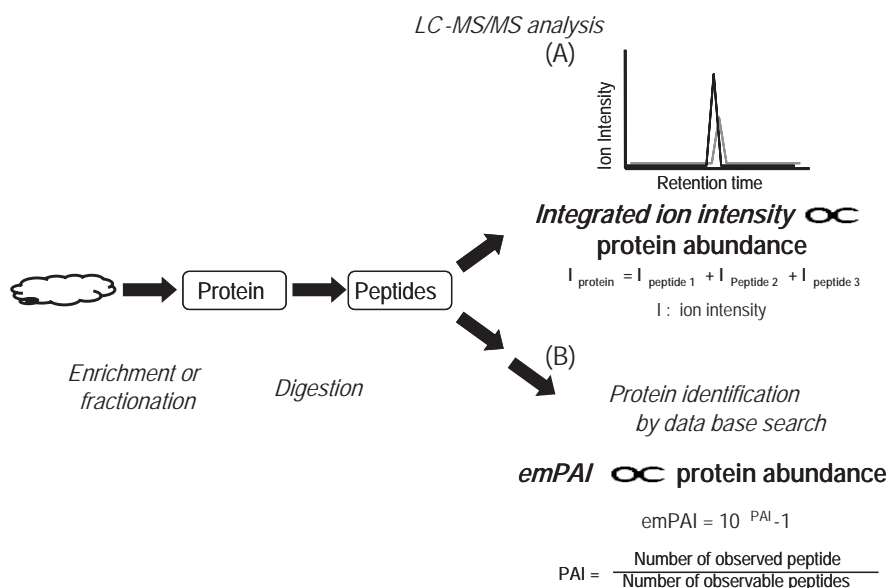 LC-MS/MS analysis
(A)
Ion Intensity
Retention time
Integrated ion intensity ∝
protein abundance
I protein = I peptide 1 + I Peptide 2 + I peptide 3
I : ion intensity
Protein
Peptides
Enrichment or
fractionation
Digestion
(B)
Protein identification
by data base search
emPAI ∝ protein abundance
emPAI = 10 PAI -1
PAI = Number of observed peptide
Number of observable peptides